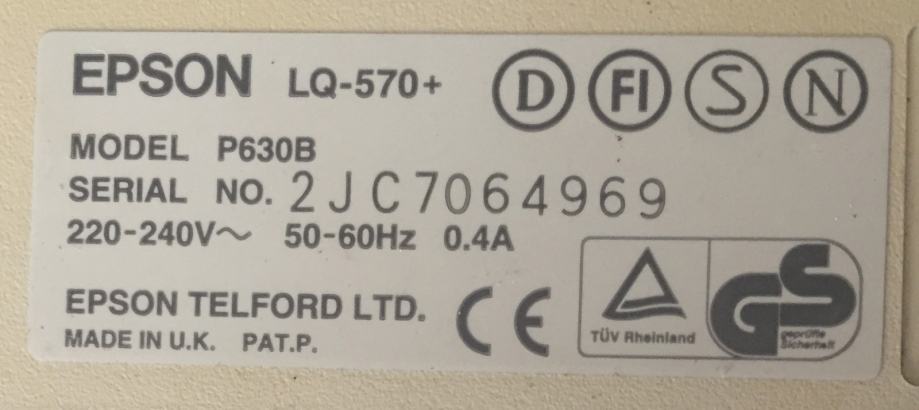 EPSON LQ-570+ D FI S N
MODEL P630B
SERIAL NO. 2JC7064969
220-240V~ 50-60Hz 0.4A
EPSON TELFORD LTD. CE
MADE IN U.K. PAT.P.
TÜV Rheinland
GS
geprüfte
Sicherheit